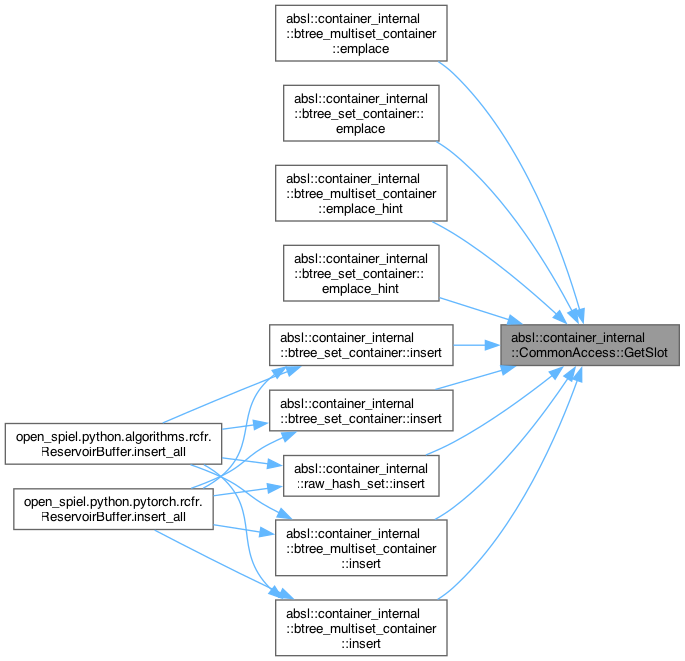 absl::container_internal
::btree_multiset_container
::emplace
absl::container_internal
::btree_set_container::
emplace
absl::container_internal
::btree_multiset_container
::emplace_hint
absl::container_internal
::btree_set_container::
emplace_hint
absl::container_internal
::btree_set_container::insert
absl::container_internal
::CommonAccess::GetSlot
absl::container_internal
::btree_set_container::insert
open_spiel.python.algorithms.rcfr.
ReservoirBuffer.insert_all
absl::container_internal
::raw_hash_set::insert
open_spiel.python.pytorch.rcfr.
ReservoirBuffer.insert_all
absl::container_internal
::btree_multiset_container
::insert
absl::container_internal
::btree_multiset_container
::insert